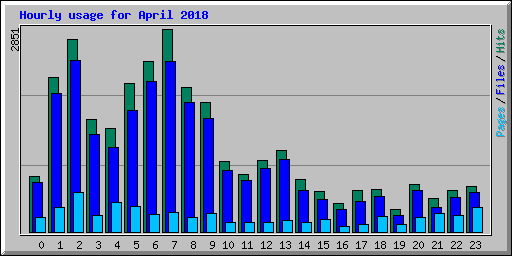 Hourly usage for April 2018
2851
Pages / Files / Hits
0 1 2 3 4 5 6 7 8 9 10 11 12 13 14 15 16 17 18 19 20 21 22 23